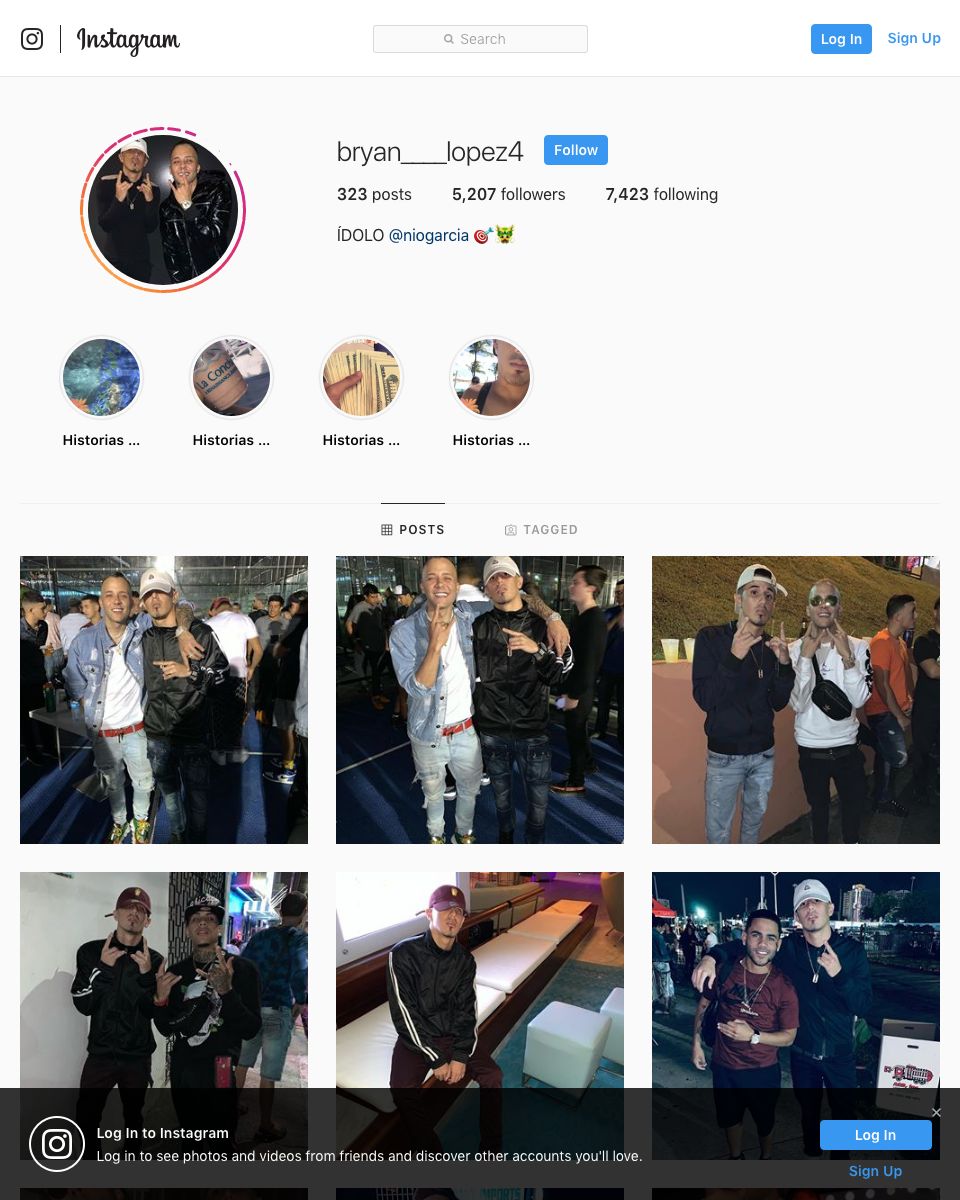 Instagram
Search
Log In
Sign Up
bryan____lopez4
Follow
323 posts
5,207 followers
7,423 following
ÍDOLO @niogarcia 🎯🐲
Historias ...
Historias ...
Historias ...
Historias ...
POSTS
TAGGED
Log In to Instagram
Log in to see photos and videos from friends and discover other accounts you'll love.
Log In
Sign Up